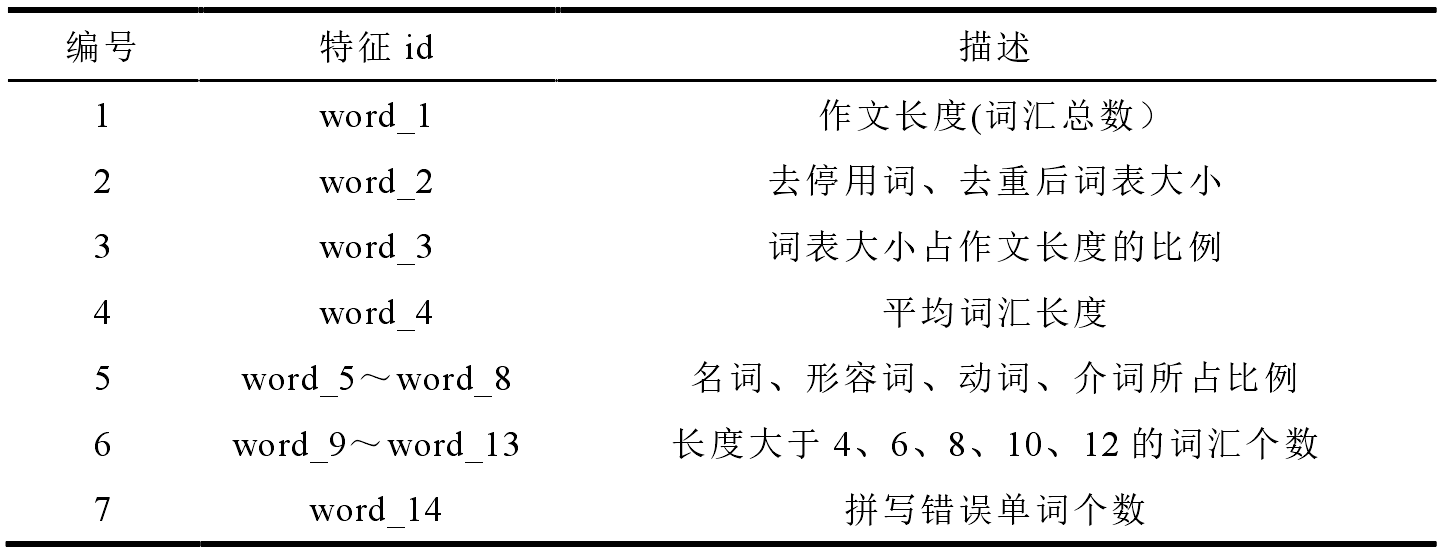 编号 特征 id 描述
1 word_1 作文长度(词汇总数）
2 word_2 去停用词、去重后词表大小
3 word_3 词表大小占作文长度的比例
4 word_4 平均词汇长度
5 word_5～word_8 名词、形容词、动词、介词所占比例
6 word_9～word_13 长度大于 4、6、8、10、12 的词汇个数
7 word_14 拼写错误单词个数